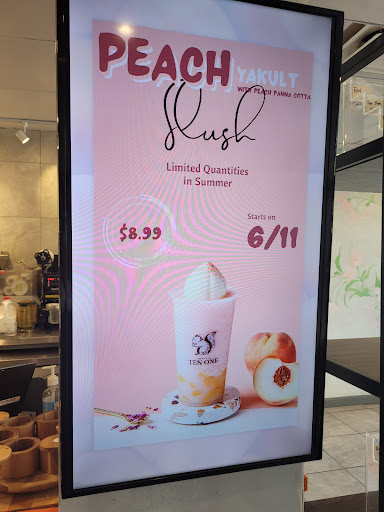 PEACH
YAKULT
WITH PEACH PANNA COTTA
Slush
Limited Quantities
in Summer
$8.99
Starts on
6/11
TEN ONE